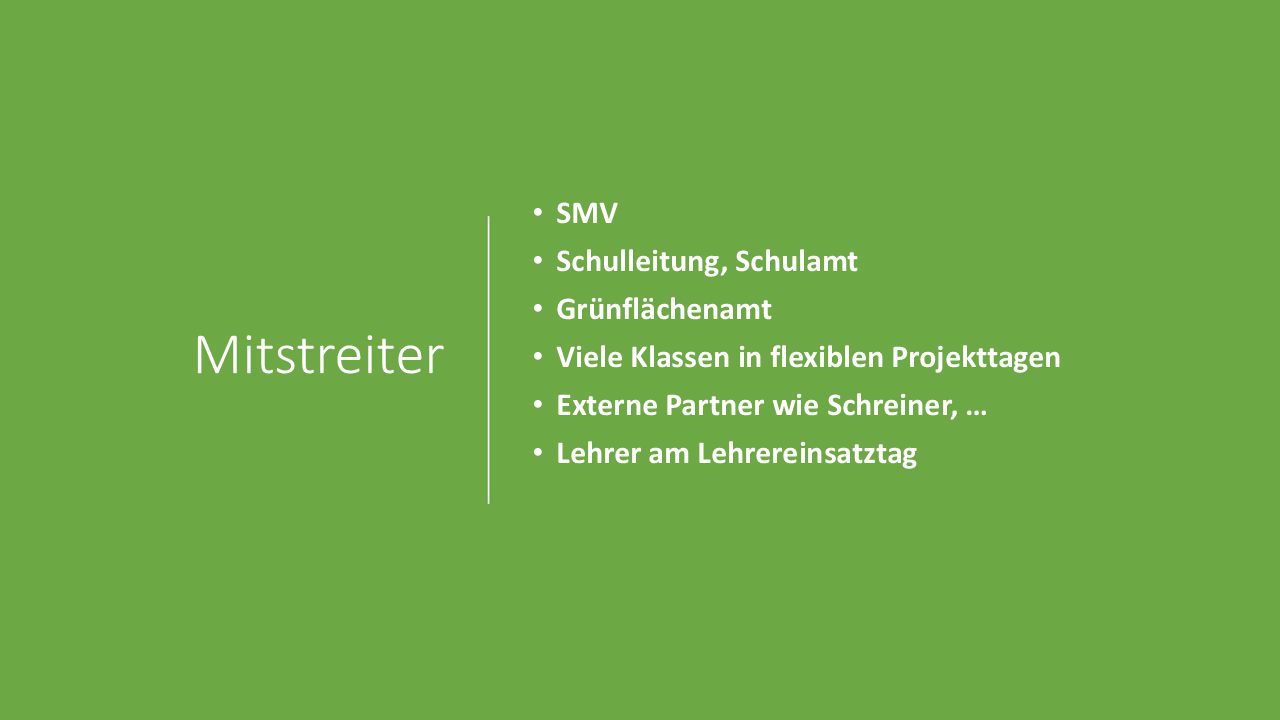 Mitstreiter
• SMV
• Schulleitung, Schulamt
• Grünflächenamt
• Viele Klassen in flexiblen Projekttagen
• Externe Partner wie Schreiner, …
• Lehrer am Lehrereinsatztag